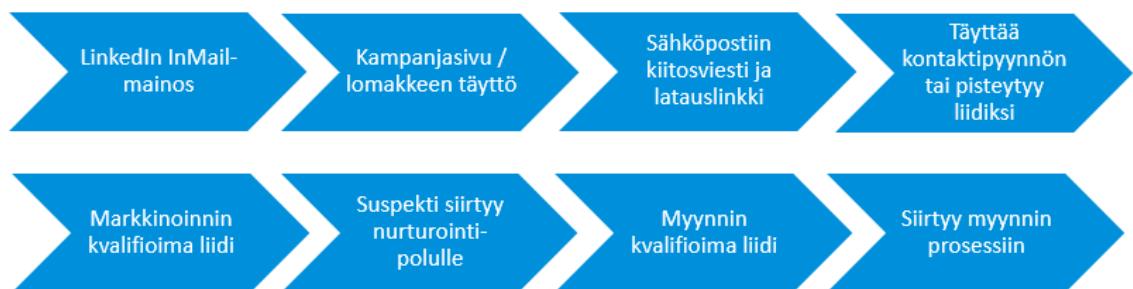 LinkedIn InMail-
mainos
Kampanjasivu /
lomakkeen täyttö
Sähköpostiin
kiitosviesti ja
latauslinkki
Täyttää
kontaktipyynnön
tai pisteytyy
liidiksi
Markkinoinnin
kvalifioima liidi
Suspekti siirtyy
nurturointi-
polulle
Myynnin
kvalifioima liidi
Siirtyy myynnin
prosessiin